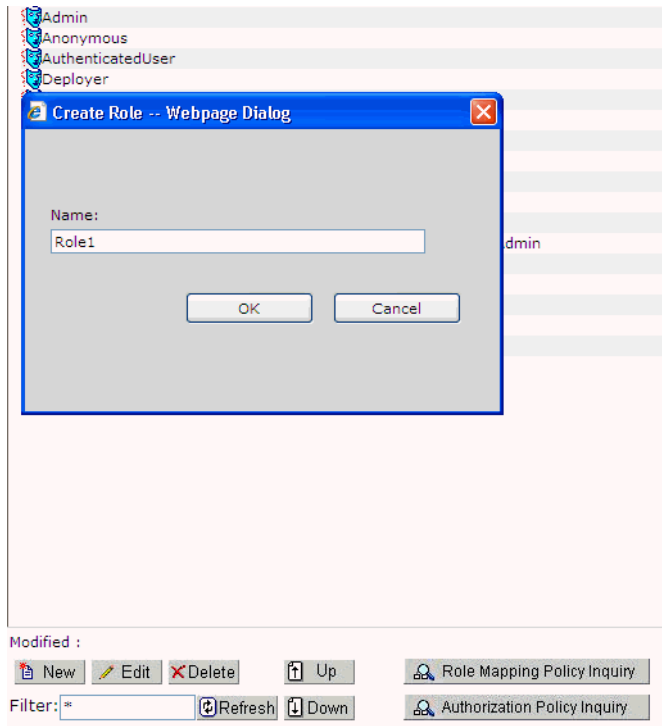 Admin
Anonymous
AuthenticatedUser
Deployer
Create Role -- Webpage Dialog
Name:
Role1
dmin
OK Cancel
Modified :
New Edit Delete Up Role Mapping Policy Inquiry
Filter: * Refresh Down Authorization Policy Inquiry